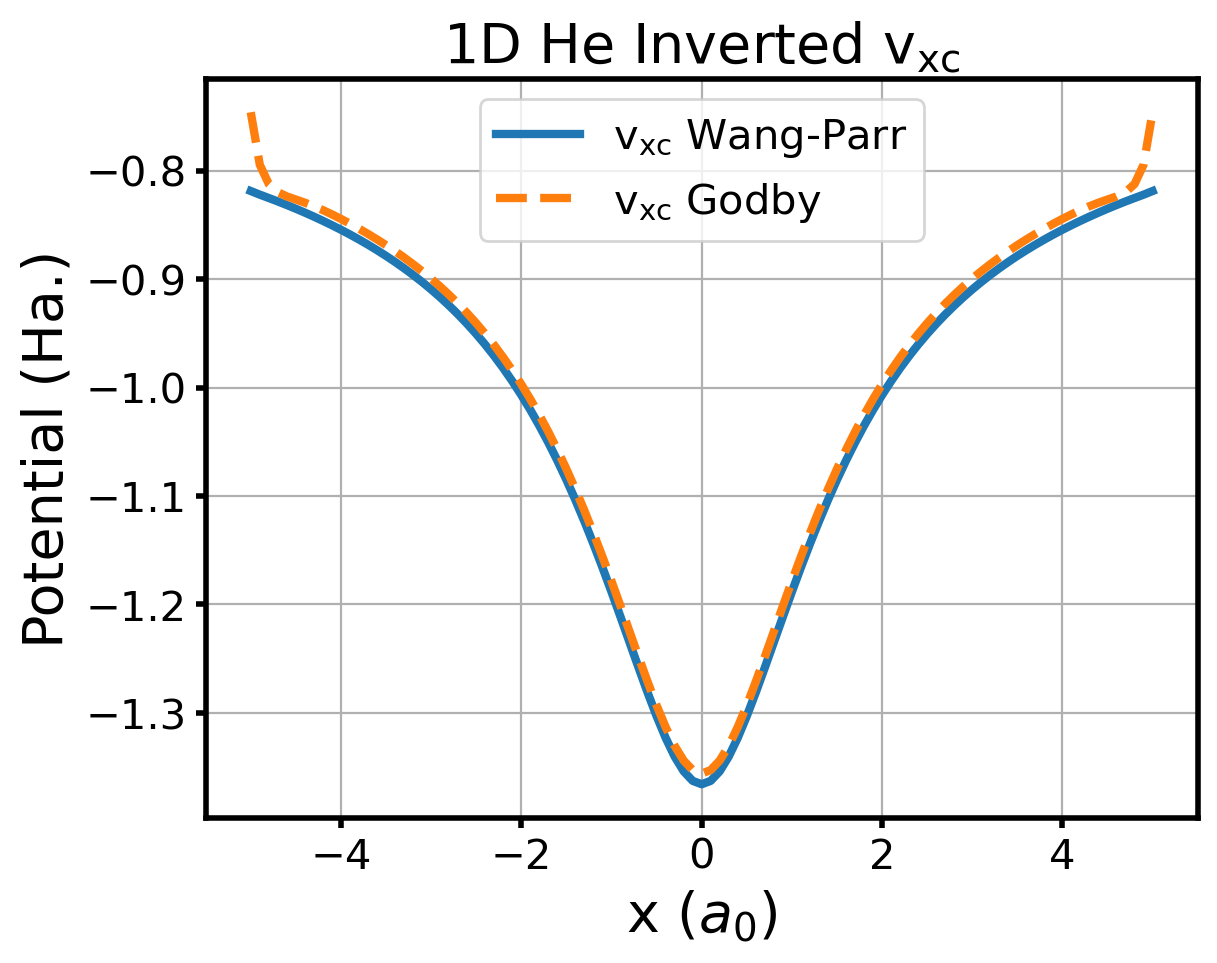 1D He Inverted vxc
vxc Wang-Parr
vxc Godby
Potential (Ha.)
−0.8
−0.9
−1.0
−1.1
−1.2
−1.3
−4 −2 0 2 4
x (a0)